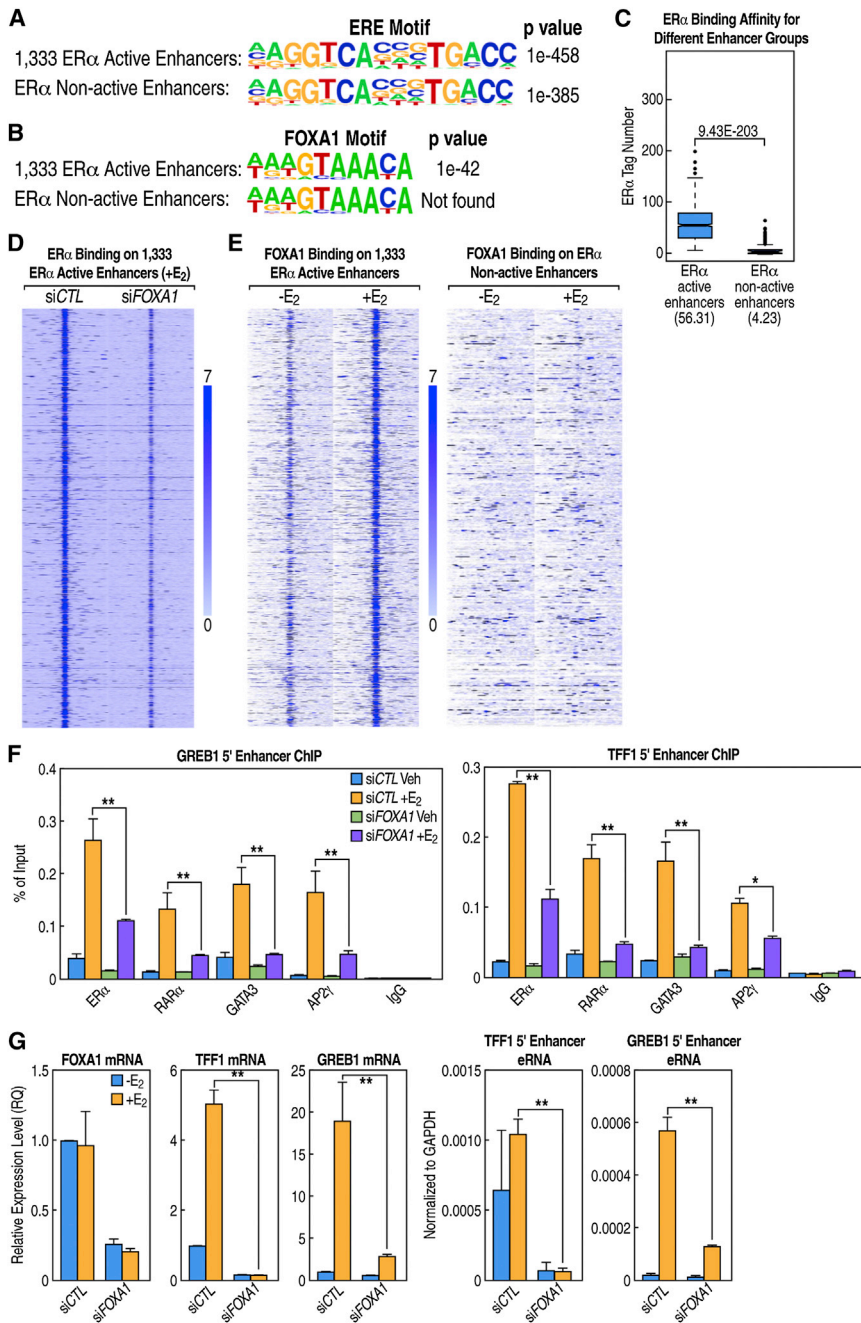 A
ERE Motif
p value
1,333 ERα Active Enhancers:
1e-458
ERα Non-active Enhancers:
1e-385
B
FOXA1 Motif
p value
1,333 ERα Active Enhancers:
1e-42
ERα Non-active Enhancers:
Not found
C
ERα Binding Affinity for
Different Enhancer Groups
ERα Tag Number
300
200
100
0
9.43E-203
ERα
active
enhancers
(56.31)
ERα
non-active
enhancers
(4.23)
D
ERα Binding on 1,333
ERα Active Enhancers (+E2)
siCTL
siFOXA1
7
0
E
FOXA1 Binding on 1,333
ERα Active Enhancers
-E2
+E2
7
0
FOXA1 Binding on ERα
Non-active Enhancers
-E2
+E2
F
GREB1 5' Enhancer ChIP
% of Input
0.4
0.3
0.2
0.1
0
** ** ** **
siCTL Veh
siCTL +E2
siFOXA1 Veh
siFOXA1 +E2
ERα RARα GATA3 AP2γ IgG
TFF1 5' Enhancer ChIP
0.3
0.2
0.1
0
** ** ** *
ERα RARα GATA3 AP2γ IgG
G
Relative Expression Level (RQ)
FOXA1 mRNA
1.5
1.0
0.5
0
-E2
+E2
siCTL siFOXA1
TFF1 mRNA
6
4
2
0
**
siCTL siFOXA1
GREB1 mRNA
30
20
10
0
**
siCTL siFOXA1
TFF1 5' Enhancer
eRNA
Normalized to GAPDH
0.0010
0.0005
0.0000
**
siCTL siFOXA1
GREB1 5' Enhancer
eRNA
0.0006
0.0004
0.0002
0.0000
**
siCTL siFOXA1